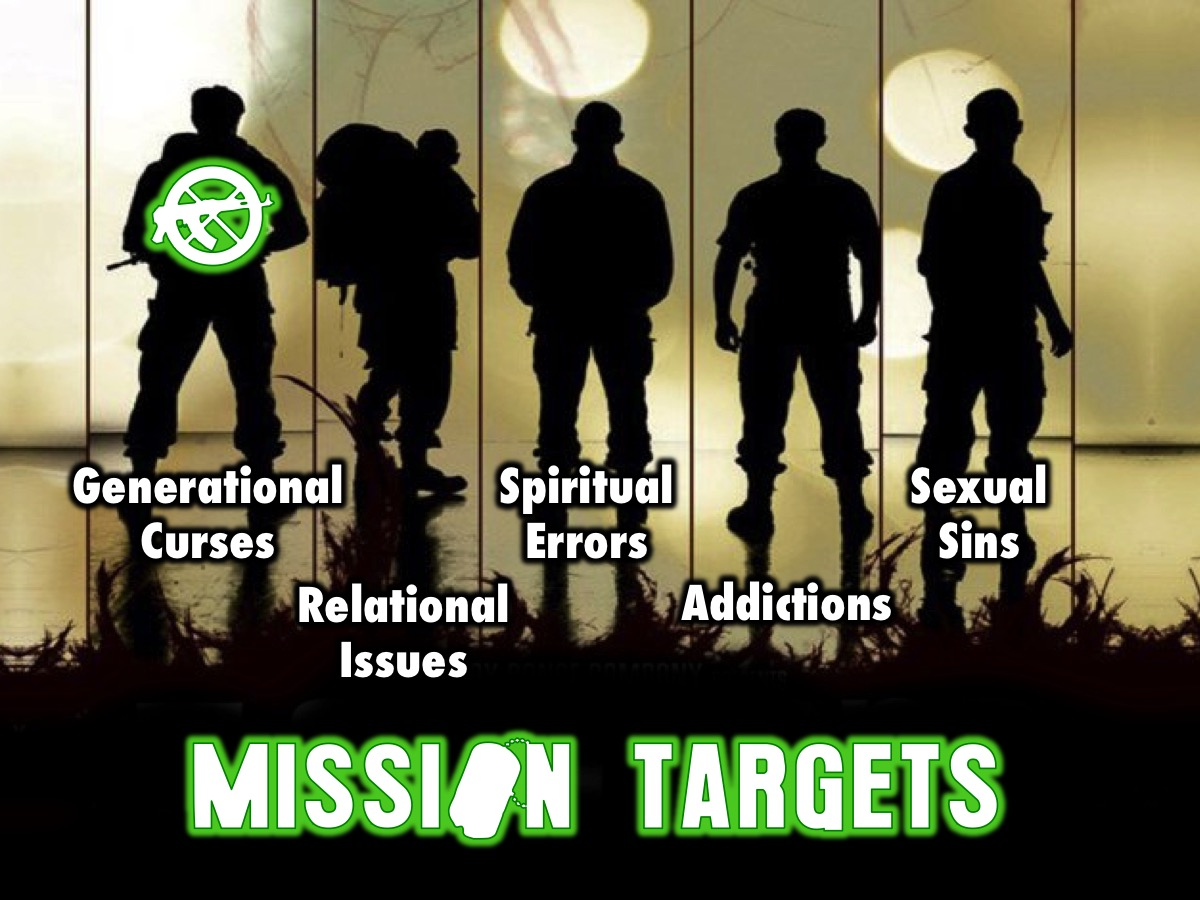 Generational
Curses
Relational
Issues
Spiritual
Errors
Addictions
Sexual
Sins
MISSION TARGETS